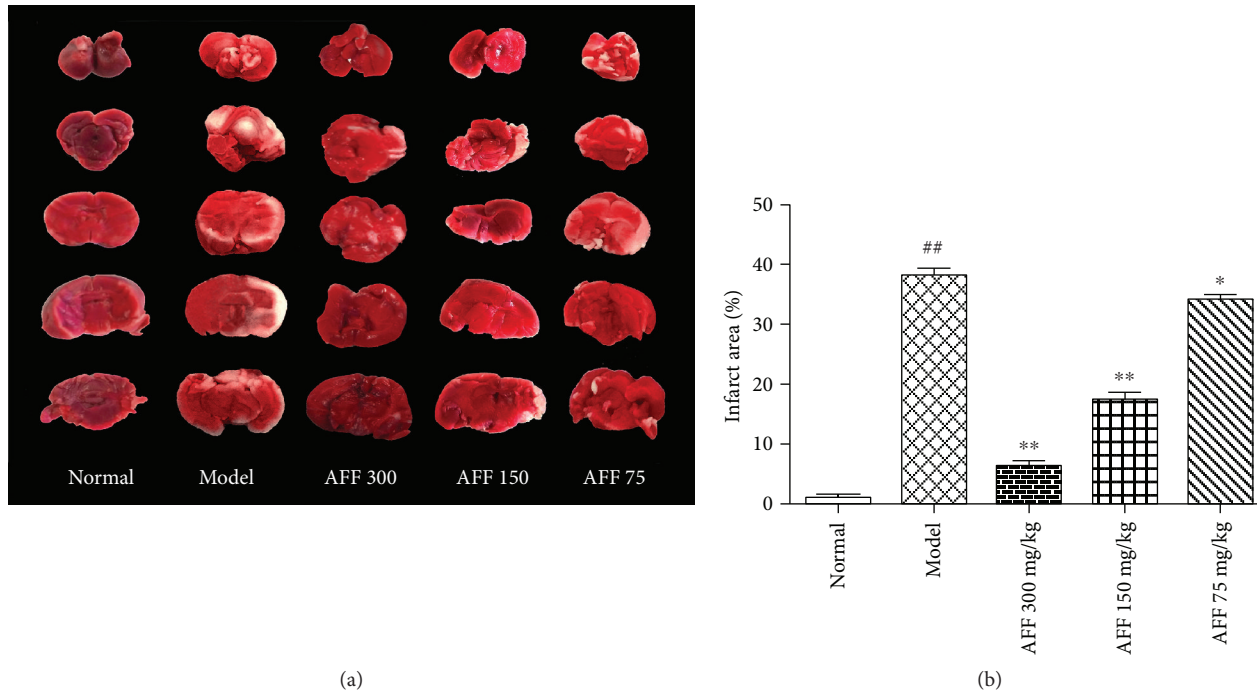 Normal
Model
AFF 300
AFF 150
AFF 75
(a)
Infarct area (%)
50
40
30
20
10
0
##
**
**
*
Normal
Model
AFF 300 mg/kg
AFF 150 mg/kg
AFF 75 mg/kg
(b)